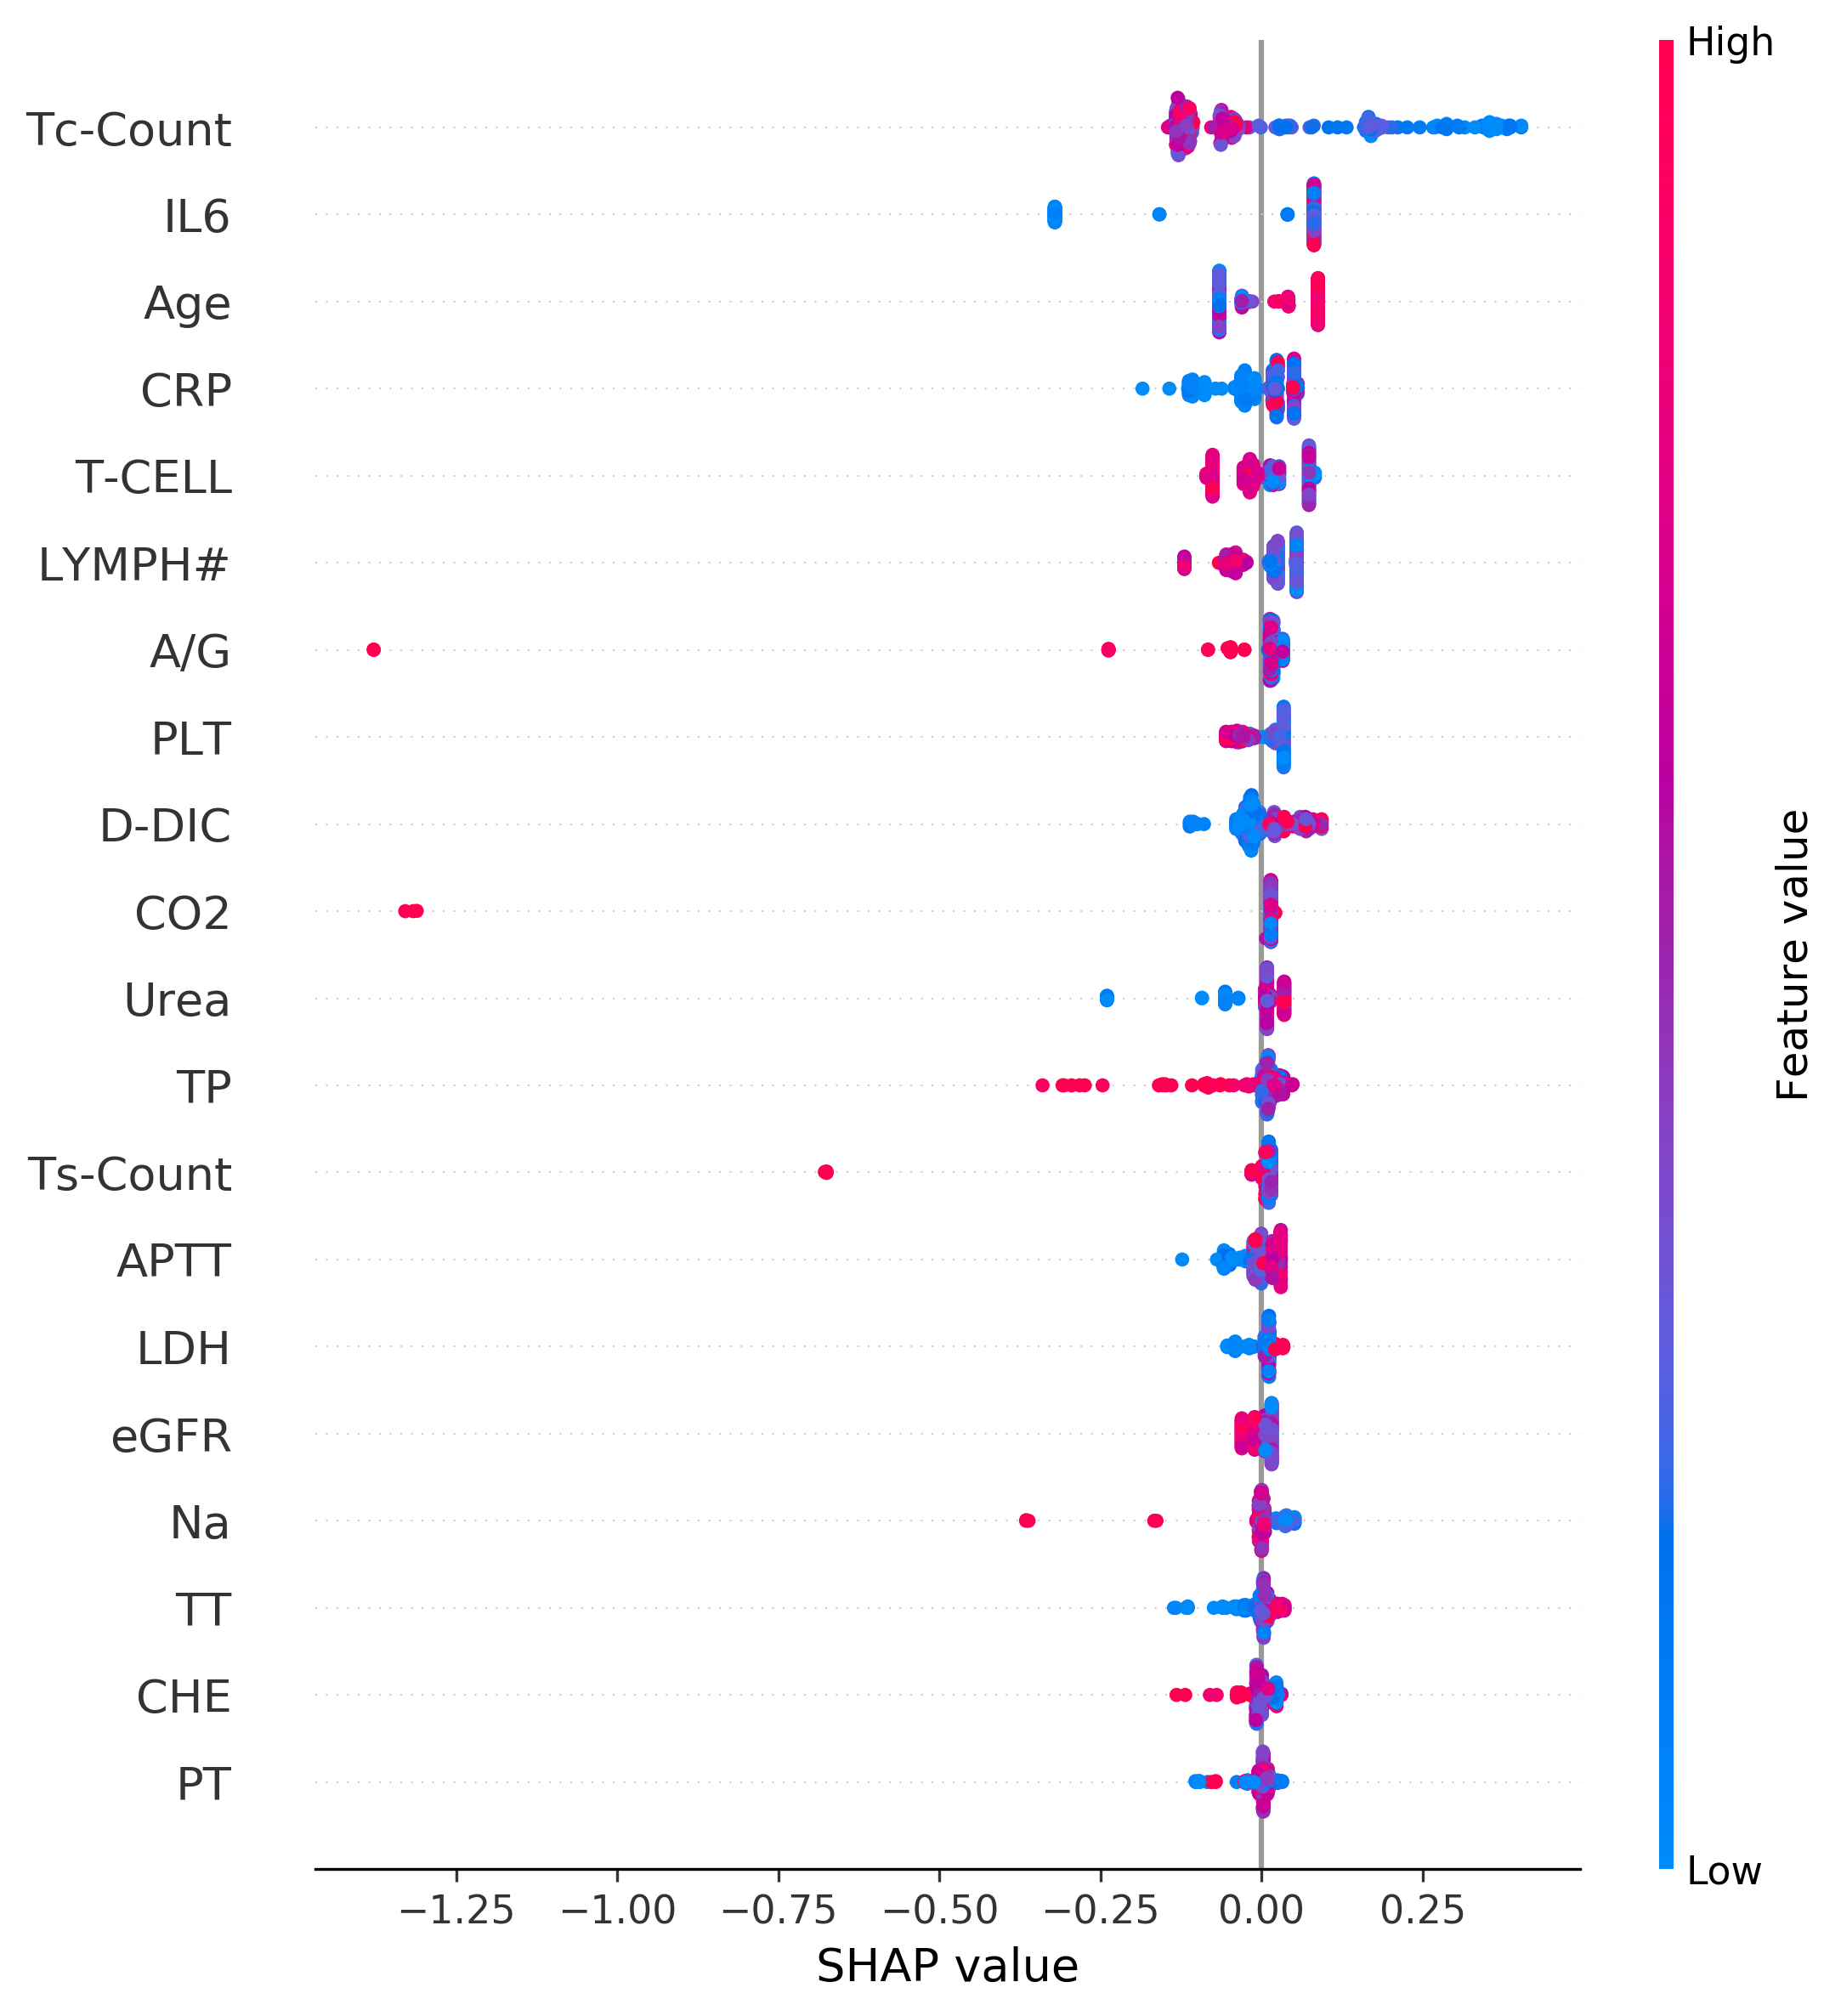 High
Tc-Count
IL6
Age
CRP
T-CELL
LYMPH#
A/G
PLT
D-DIC
CO2
Urea
TP
Ts-Count
APTT
LDH
eGFR
Na
TT
CHE
PT
Feature value
Low
−1.25 −1.00 −0.75 −0.50 −0.25 0.00 0.25
SHAP value